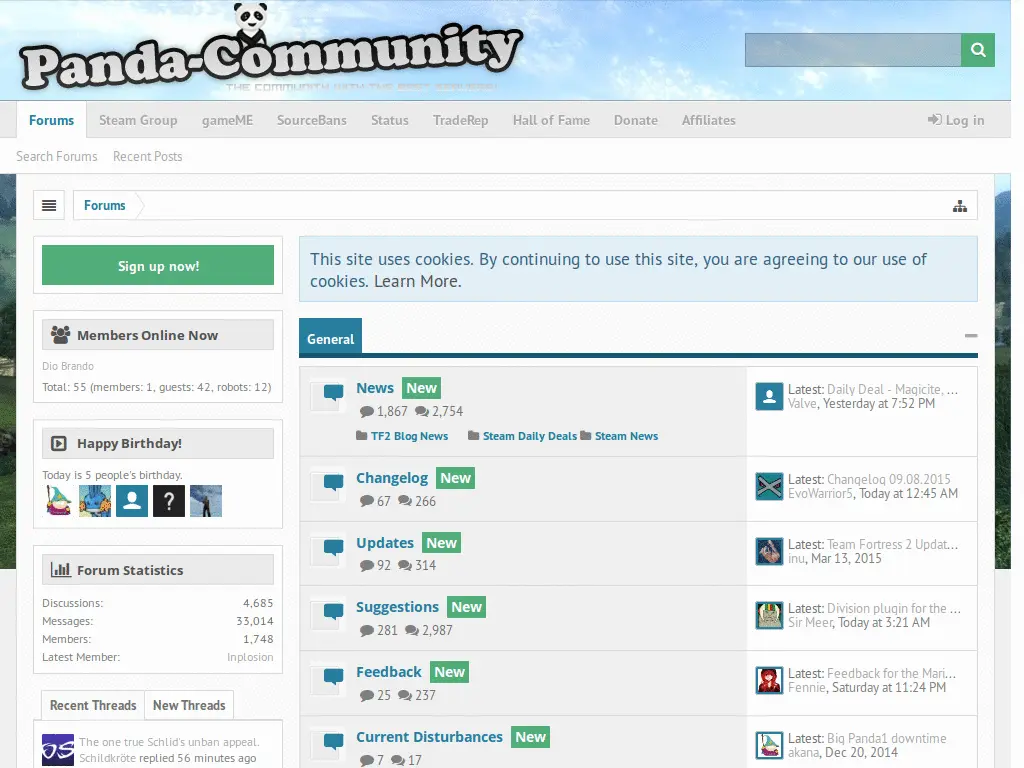 Panda-Community
THE COMMUNITY WITH THE BEST SERVERS!
Forums Steam Group gameME SourceBans Status TradeRep Hall of Fame Donate Affiliates Log in
Search Forums Recent Posts
Forums
Sign up now!
Members Online Now
Dio Brando
Total: 55 (members: 1, guests: 42, robots: 12)
Happy Birthday!
Today is 5 people's birthday.
?
Forum Statistics
Discussions: 4,685
Messages: 33,014
Members: 1,748
Latest Member: Inplosion
Recent Threads New Threads
The one true Schlid's unban appeal.
Schildkröte replied 56 minutes ago
This site uses cookies. By continuing to use this site, you are agreeing to our use of
cookies. Learn More.
General
News New
1,867 2,754
TF2 Blog News Steam Daily Deals Steam News
Latest: Daily Deal - Magicite, ...
Valve, Yesterday at 7:52 PM
Changelog New
67 266
Latest: Changelog 09.08.2015
EvoWarrior5, Today at 12:45 AM
Updates New
92 314
Latest: Team Fortress 2 Updat...
inu, Mar 13, 2015
Suggestions New
281 2,987
Latest: Division plugin for the ...
Sir Meer, Today at 3:21 AM
Feedback New
25 237
Latest: Feedback for the Mari...
Fennie, Saturday at 11:24 PM
Current Disturbances New
7 17
Latest: Big Panda1 downtime
akana, Dec 20, 2014